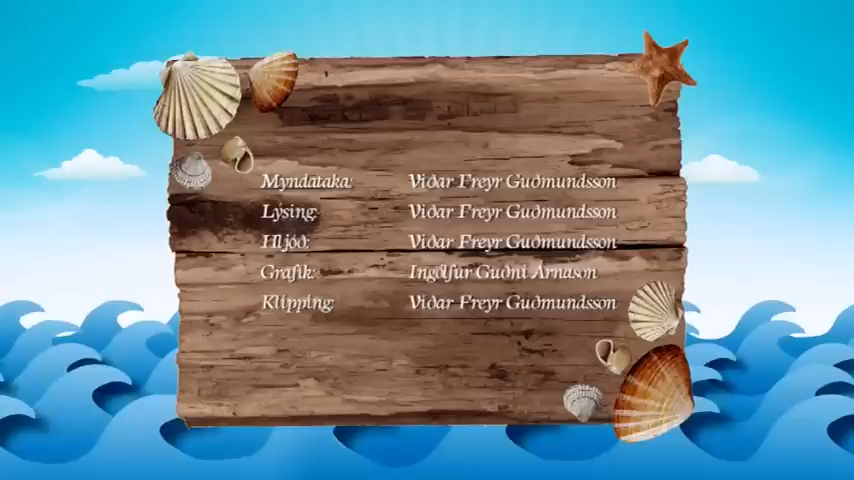 Myndataka: Viðar Freyr Guðmundsson
Lýsing: Viðar Freyr Guðmundsson
Hljóð: Viðar Freyr Guðmundsson
Grafík: Ingólfur Guðni Árnason
Klipping: Viðar Freyr Guðmundsson